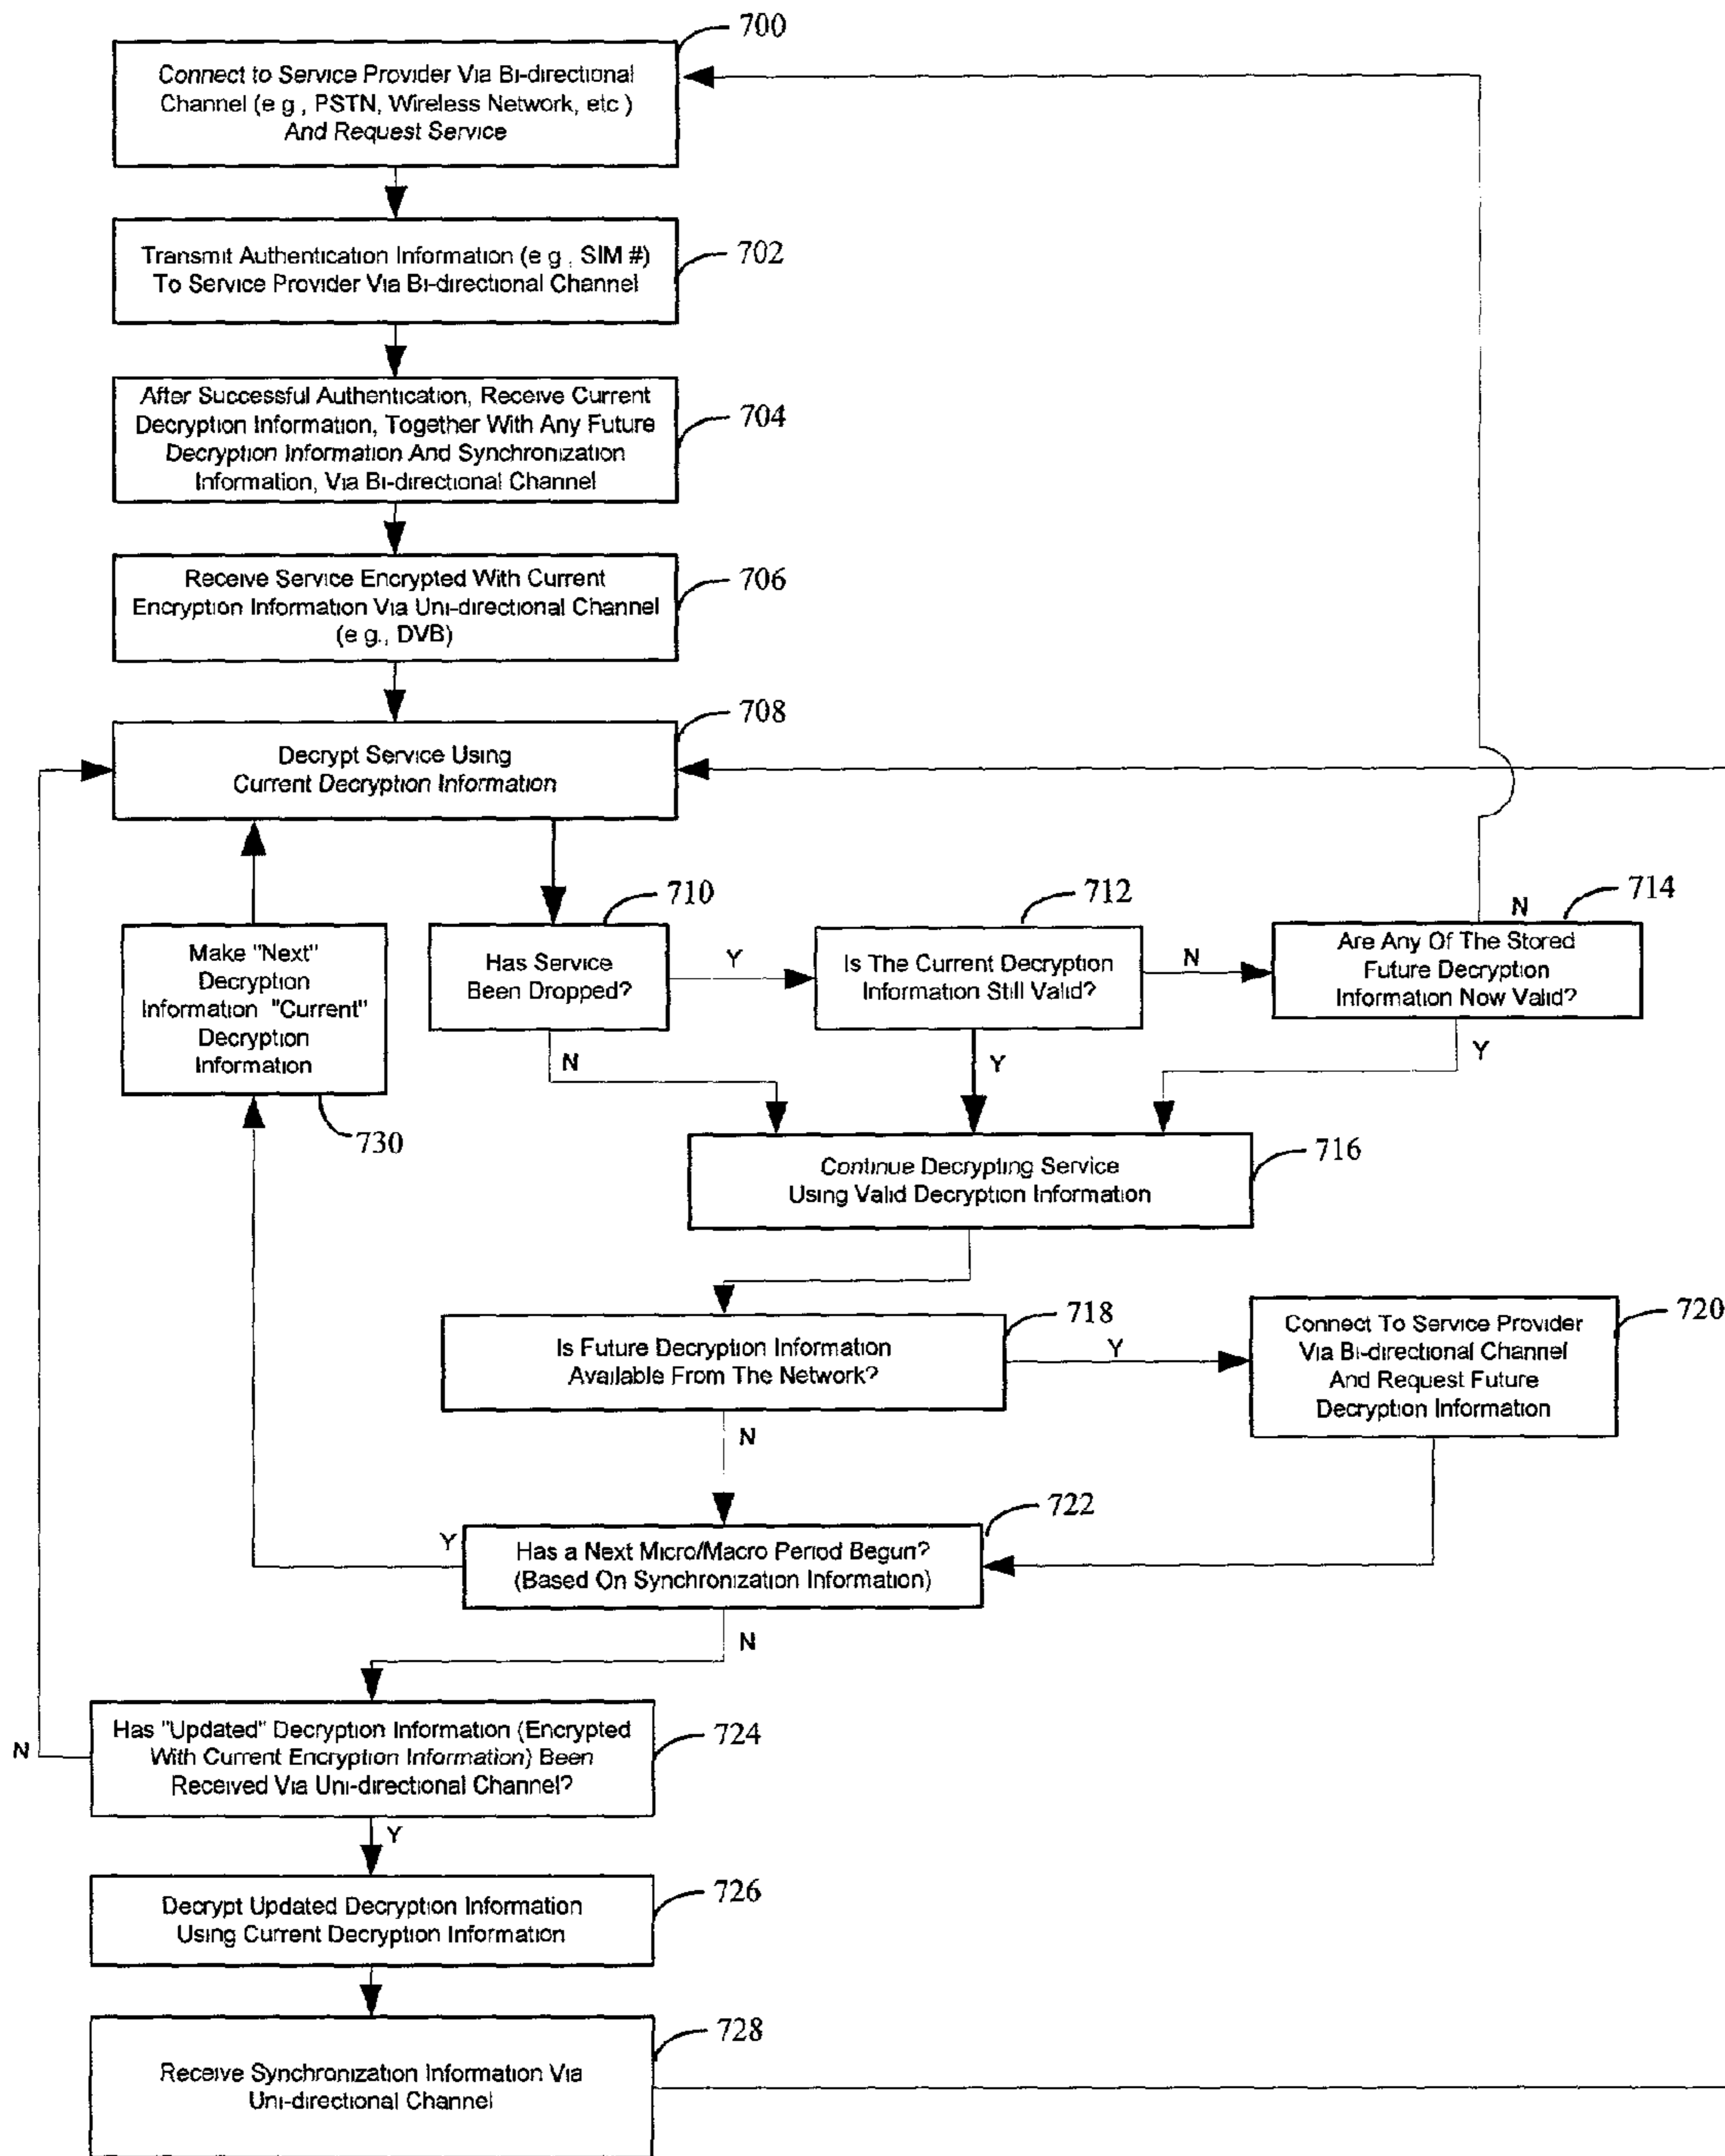 700
Connect to Service Provider Via Bi-directional
Channel (e g , PSTN, Wireless Network, etc )
And Request Service
702
Transmit Authentication Information (e g , SIM #)
To Service Provider Via Bi-directional Channel
704
After Successful Authentication, Receive Current
Decryption Information, Together With Any Future
Decryption Information And Synchronization
Information, Via Bi-directional Channel
706
Receive Service Encrypted With Current
Encryption Information Via Uni-directional Channel
(e g., DVB)
708
Decrypt Service Using
Current Decryption Information
710
Has Service
Been Dropped?
Y
N
712
Is The Current Decryption
Information Still Valid?
N
Y
714
N
Are Any Of The Stored
Future Decryption
Information Now Valid?
Y
Make "Next"
Decryption
Information "Current"
Decryption
Information
730
716
Continue Decrypting Service
Using Valid Decryption Information
718
Is Future Decryption Information
Available From The Network?
Y
N
720
Connect To Service Provider
Via Bi-directional Channel
And Request Future
Decryption Information
722
Y
Has a Next Micro/Macro Period Begun?
(Based On Synchronization Information)
N
724
Has "Updated" Decryption Information (Encrypted
With Current Encryption Information) Been
Received Via Uni-directional Channel?
N
Y
726
Decrypt Updated Decryption Information
Using Current Decryption Information
728
Receive Synchronization Information Via
Uni-directional Channel